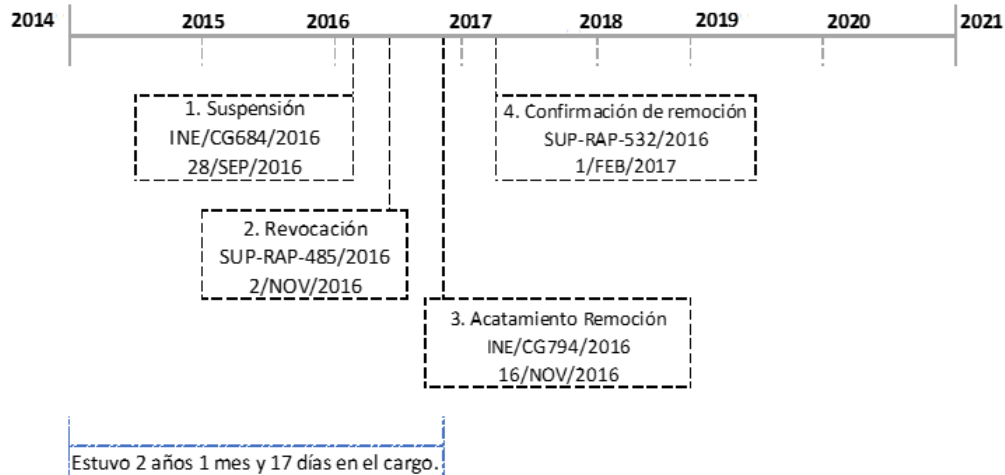 2014 2015 2016 2017 2018 2019 2020 2021
1. Suspensión
INE/CG684/2016
28/SEP/2016
4. Confirmación de remoción
SUP-RAP-532/2016
1/FEB/2017
2. Revocación
SUP-RAP-485/2016
2/NOV/2016
3. Acatamiento Remoción
INE/CG794/2016
16/NOV/2016
Estuvo 2 años 1 mes y 17 días en el cargo.